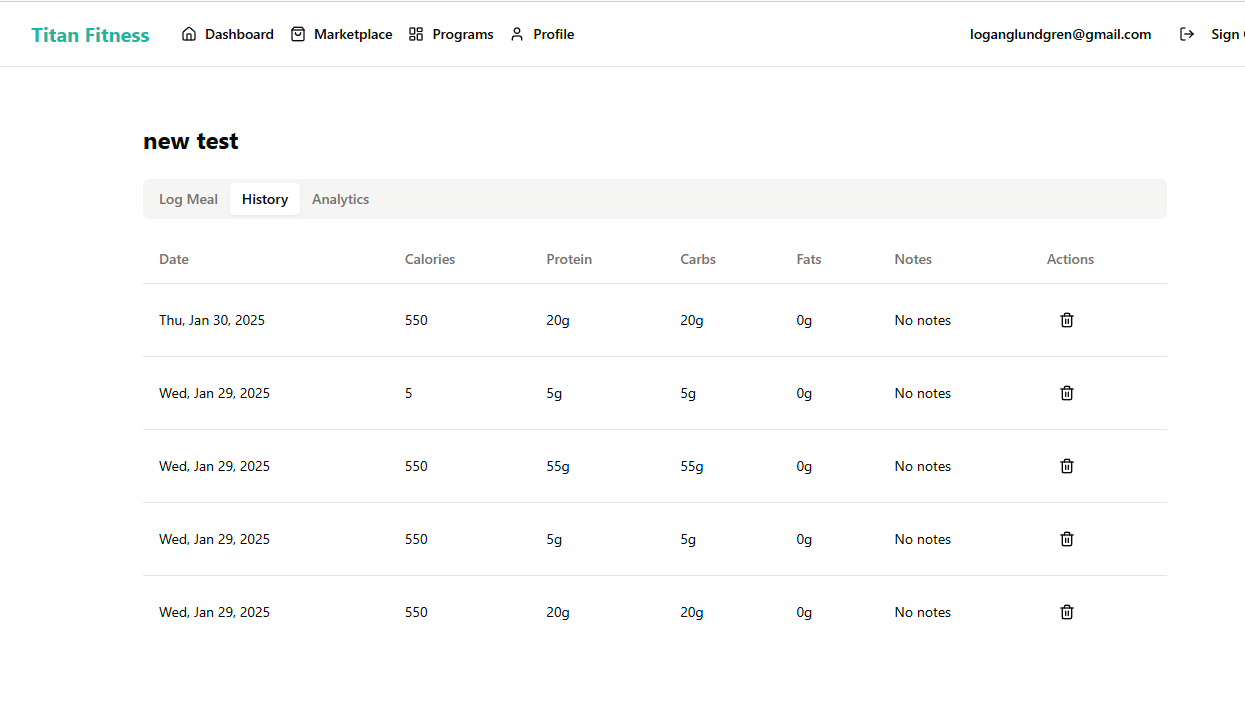 Titan Fitness Dashboard Marketplace Programs Profile loganglundgren@gmail.com Sign
new test
Log Meal History Analytics
Date Calories Protein Carbs Fats Notes Actions
Thu, Jan 30, 2025 550 20g 20g 0g No notes
Wed, Jan 29, 2025 5 5g 5g 0g No notes
Wed, Jan 29, 2025 550 55g 55g 0g No notes
Wed, Jan 29, 2025 550 5g 5g 0g No notes
Wed, Jan 29, 2025 550 20g 20g 0g No notes